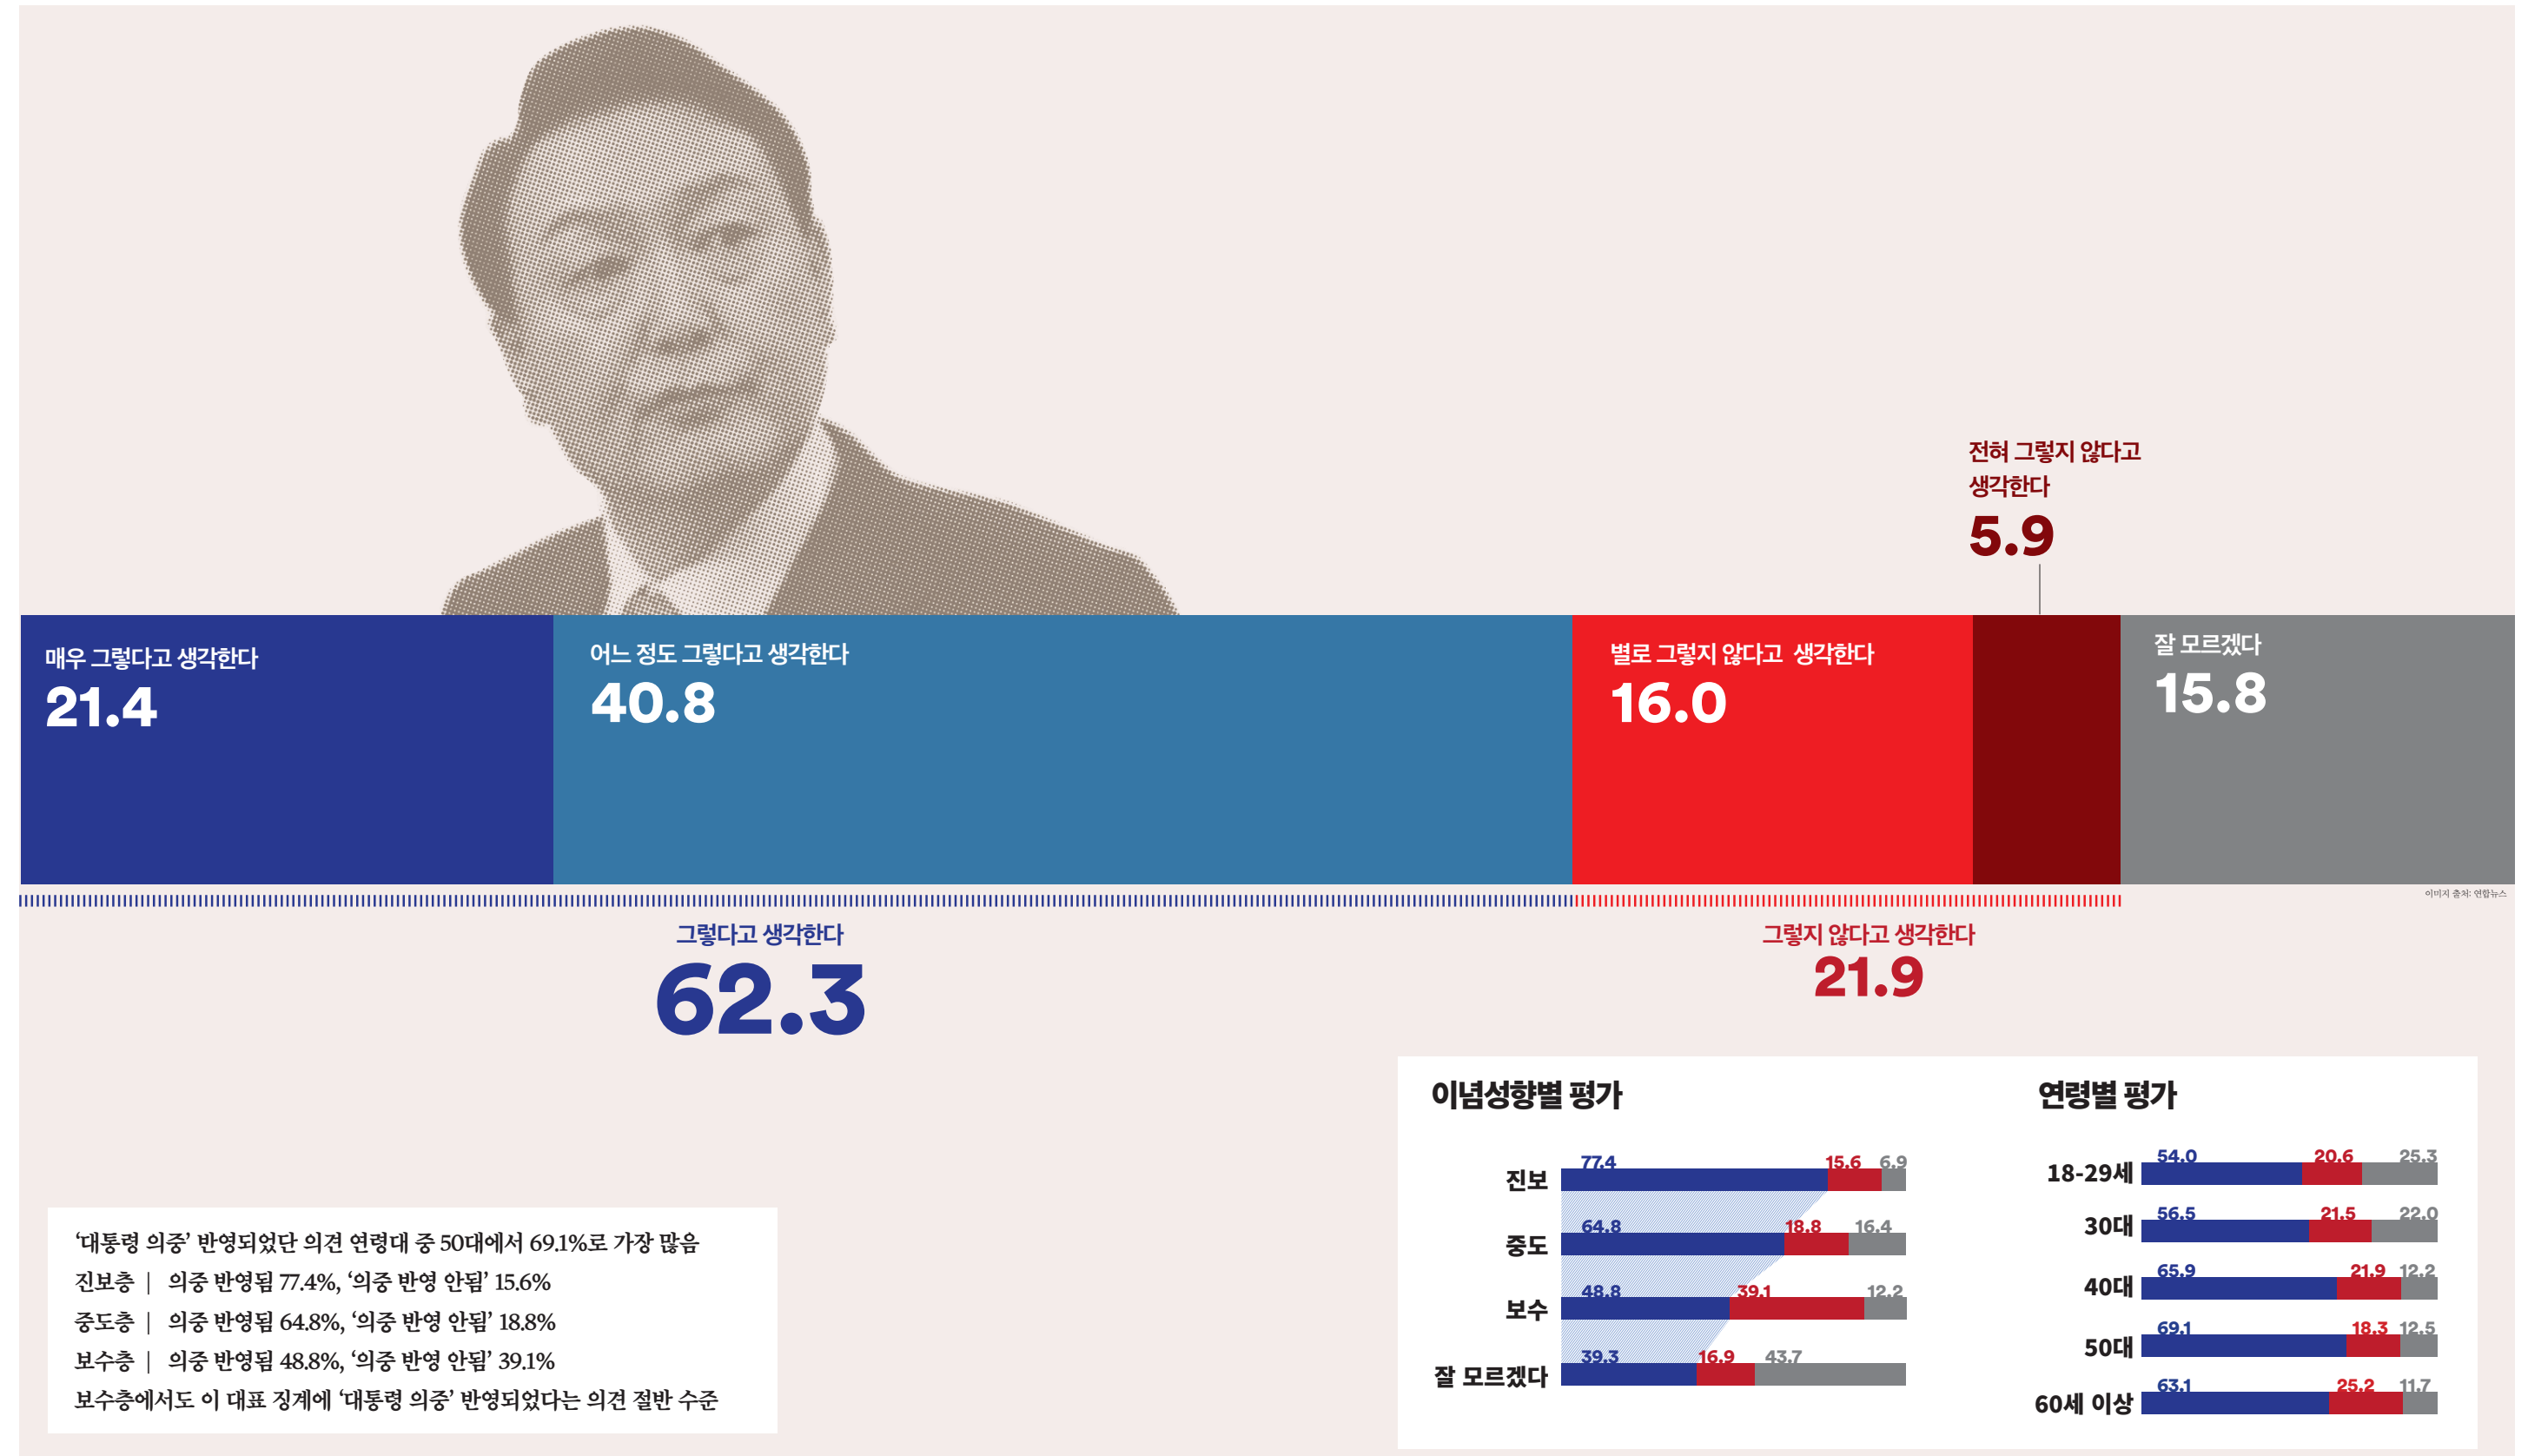 전혀 그렇지 않다고
생각한다
5.9
매우 그렇다고 생각한다
21.4
어느 정도 그렇다고 생각한다
40.8
별로 그렇지 않다고 생각한다
16.0
잘 모르겠다
15.8
이미지 출처: 연합뉴스
그렇다고 생각한다
62.3
그렇지 않다고 생각한다
21.9
‘대통령 의중’ 반영되었단 의견 연령대 중 50대에서 69.1%로 가장 많음
진보층 | 의중 반영됨 77.4%, ‘의중 반영 안됨’ 15.6%
중도층 | 의중 반영됨 64.8%, ‘의중 반영 안됨’ 18.8%
보수층 | 의중 반영됨 48.8%, ‘의중 반영 안됨’ 39.1%
보수층에서도 이 대표 징계에 ‘대통령 의중’ 반영되었다는 의견 절반 수준
이념성향별 평가
77.4 15.6 6.9
진보
64.8 18.8 16.4
중도
48.8 39.1 12.2
보수
39.3 16.9 43.7
잘 모르겠다
연령별 평가
54.0 20.6 25.3
18-29세
56.5 21.5 22.0
30대
65.9 21.9 12.2
40대
69.1 18.3 12.5
50대
63.1 25.2 11.7
60세 이상